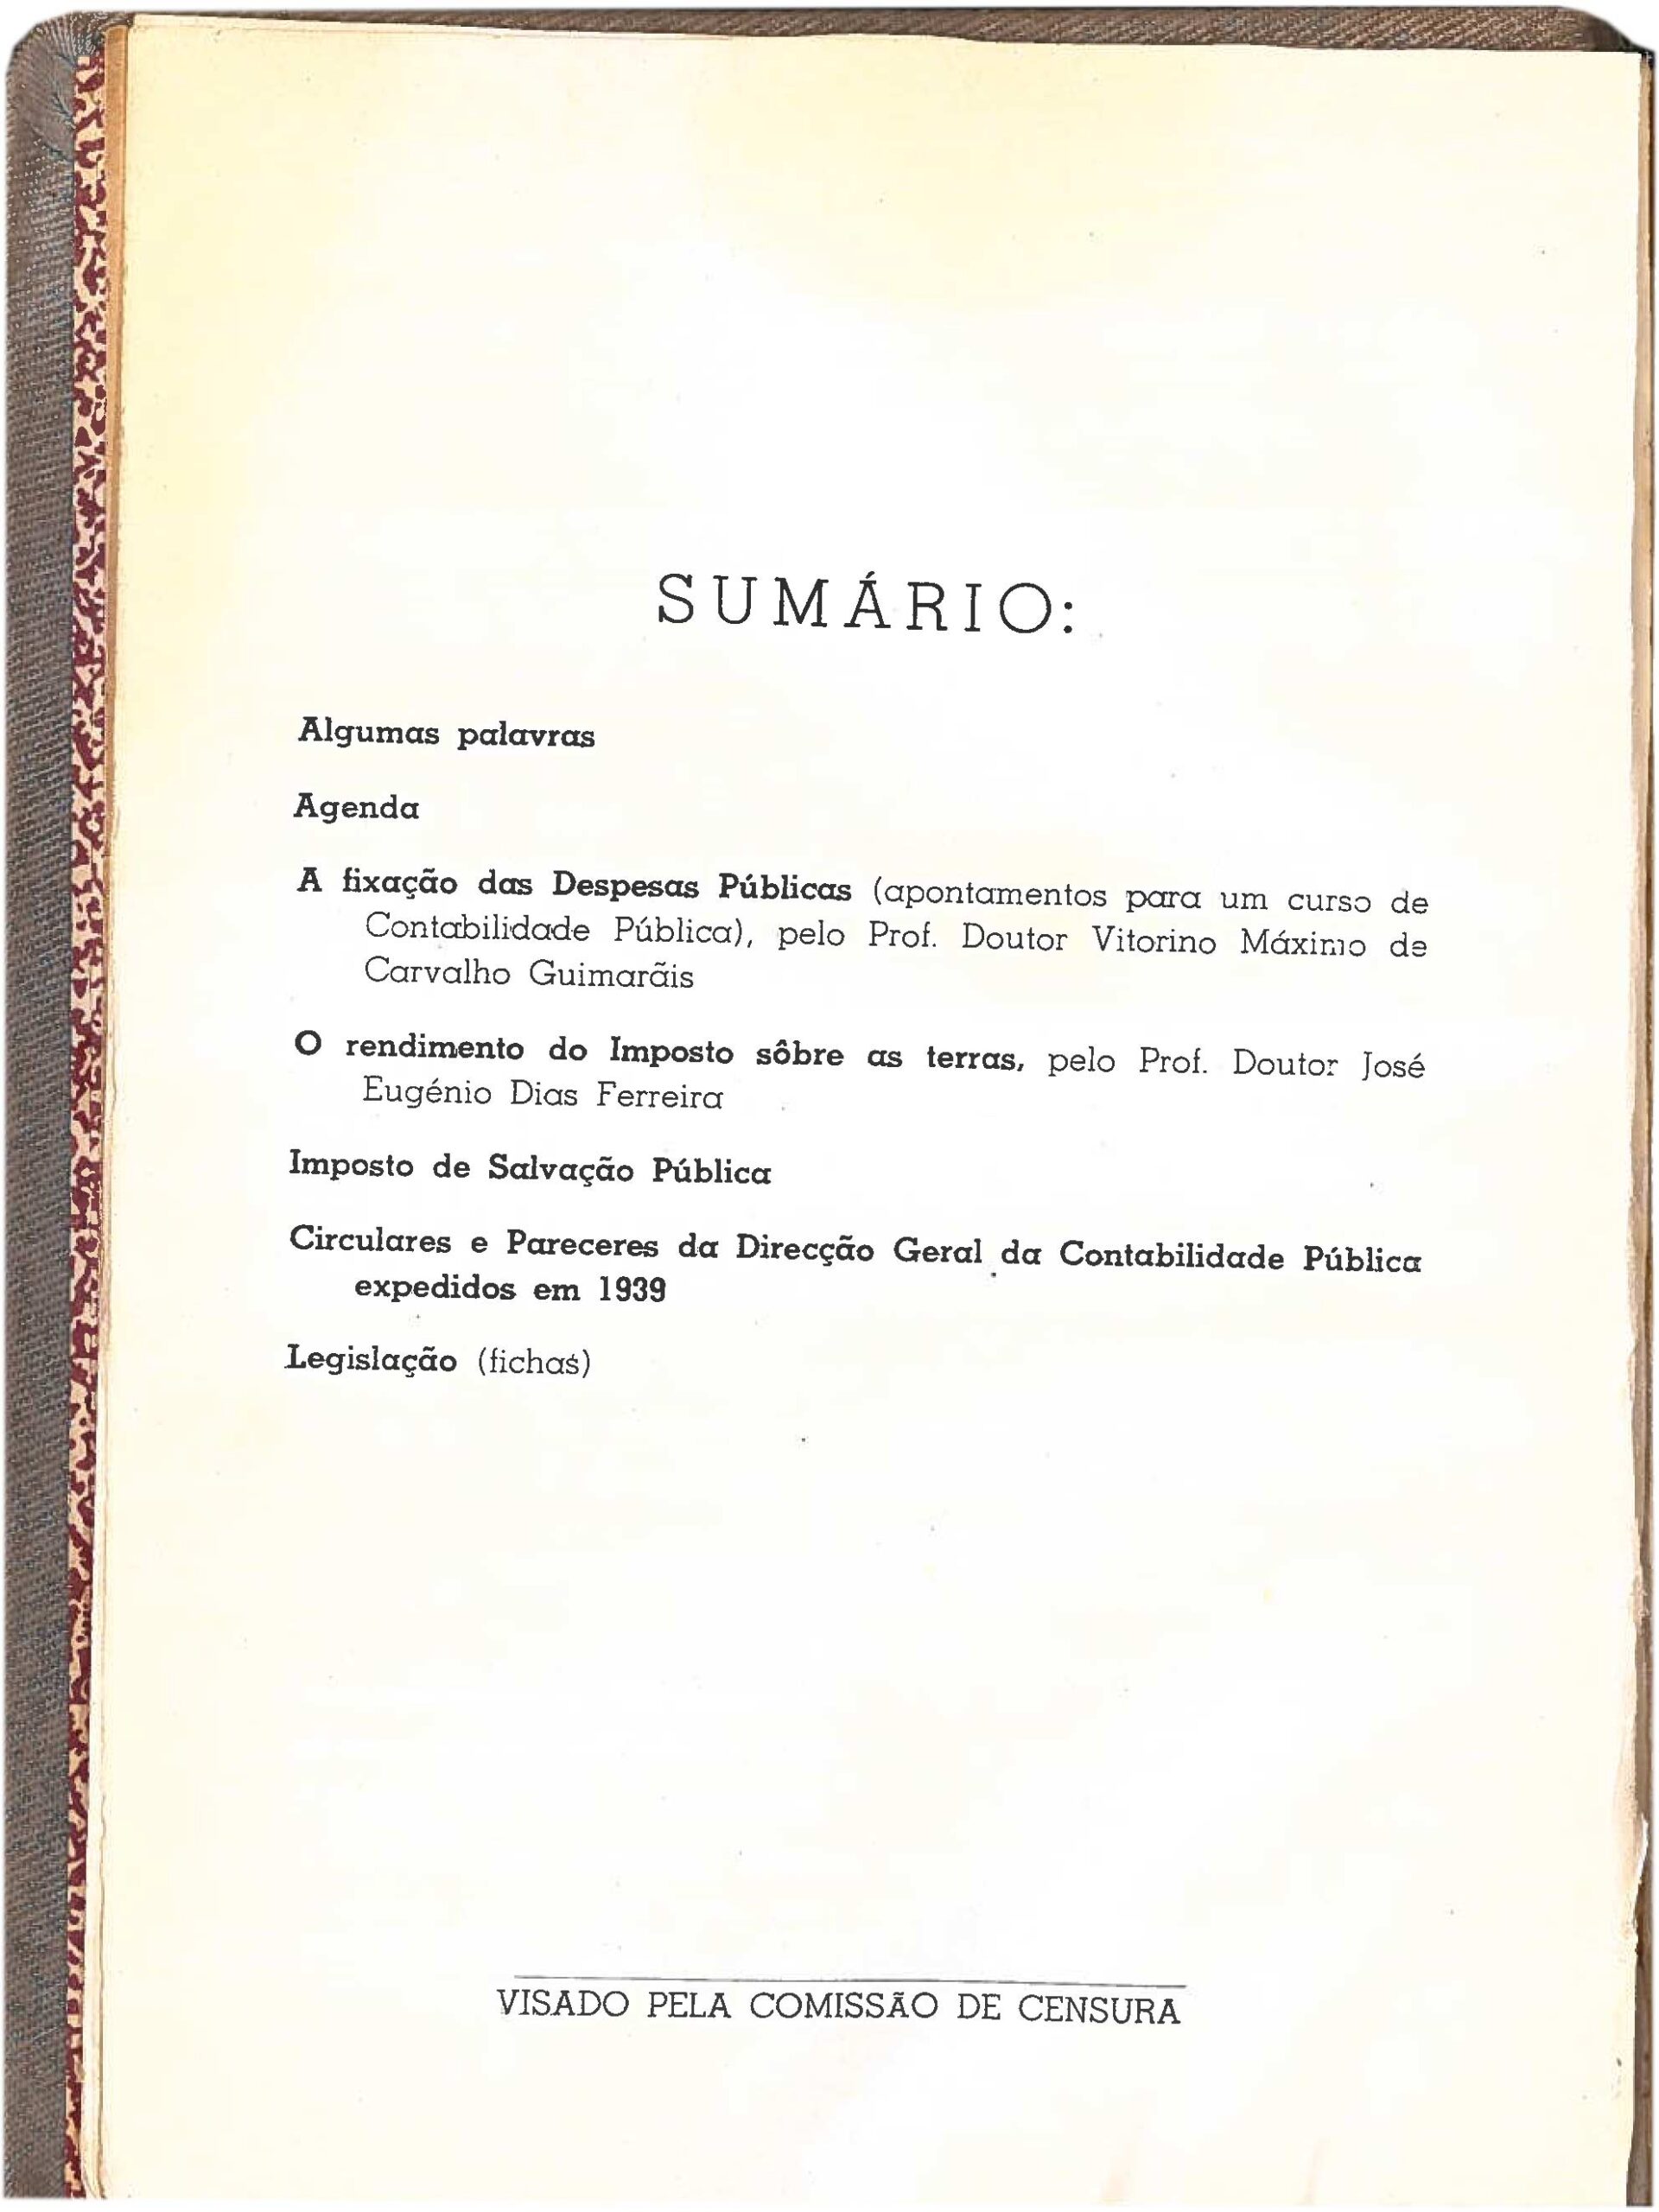 SUMÁRIO:
Algumas palavras
Agenda
A fixação das Despesas Públicas (apontamentos para um curso de
Contabilidade Pública), pelo Prof. Doutor Vitorino Máximo de
Carvalho Guimarãis
O rendimento do Imposto sôbre as terras, pelo Prof. Doutor José
Eugénio Dias Ferreira
Imposto de Salvação Pública
Circulares e Pareceres da Direcção Geral da Contabilidade Pública
expedidos em 1939
Legislação (fichas)
VISADO PELA COMISSÃO DE CENSURA